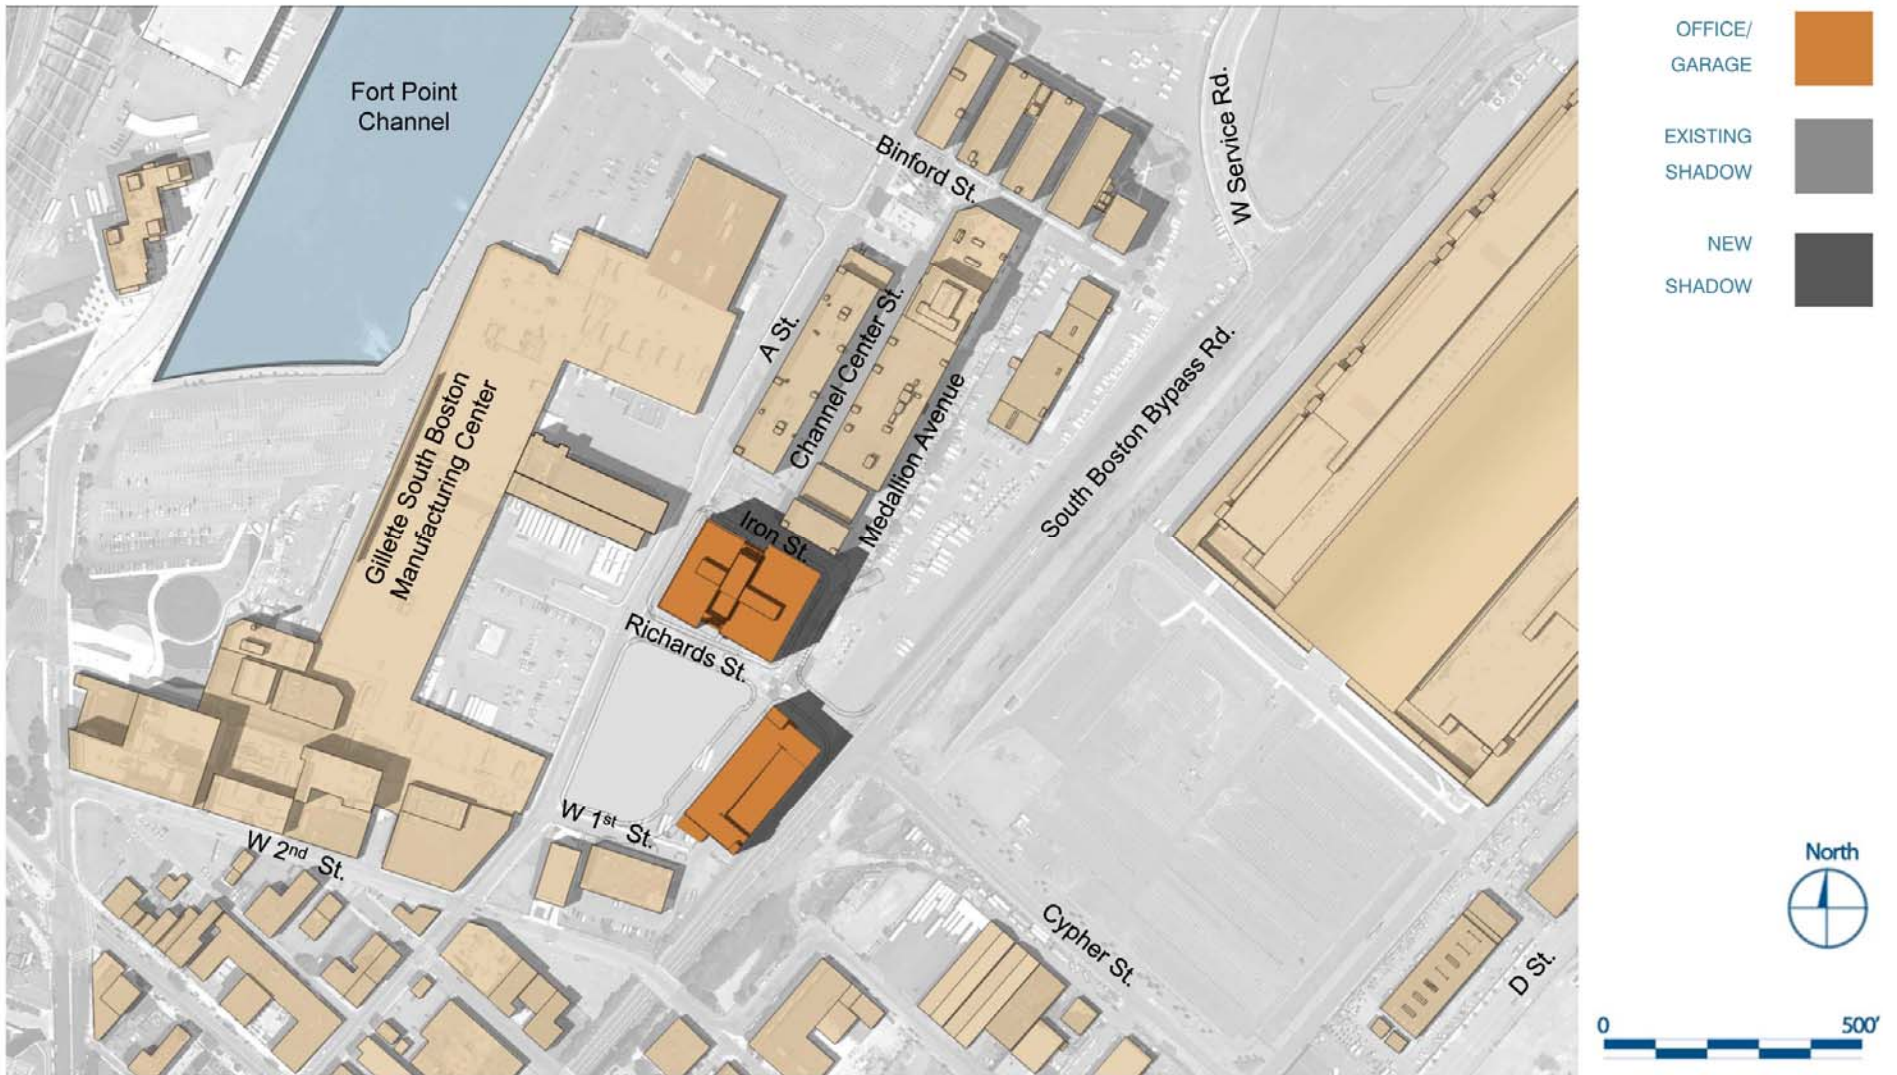 OFFICE/
GARAGE
EXISTING
SHADOW
NEW
SHADOW
Fort Point
Channel
Binford St.
W Service Rd.
A St.
Channel Center St.
Medallion Avenue
South Boston Bypass Rd.
Gillette South Boston
Manufacturing Center
Iron St.
Richards St.
W 1st St.
W 2nd St.
Cypher St.
D St.
North
0 500'